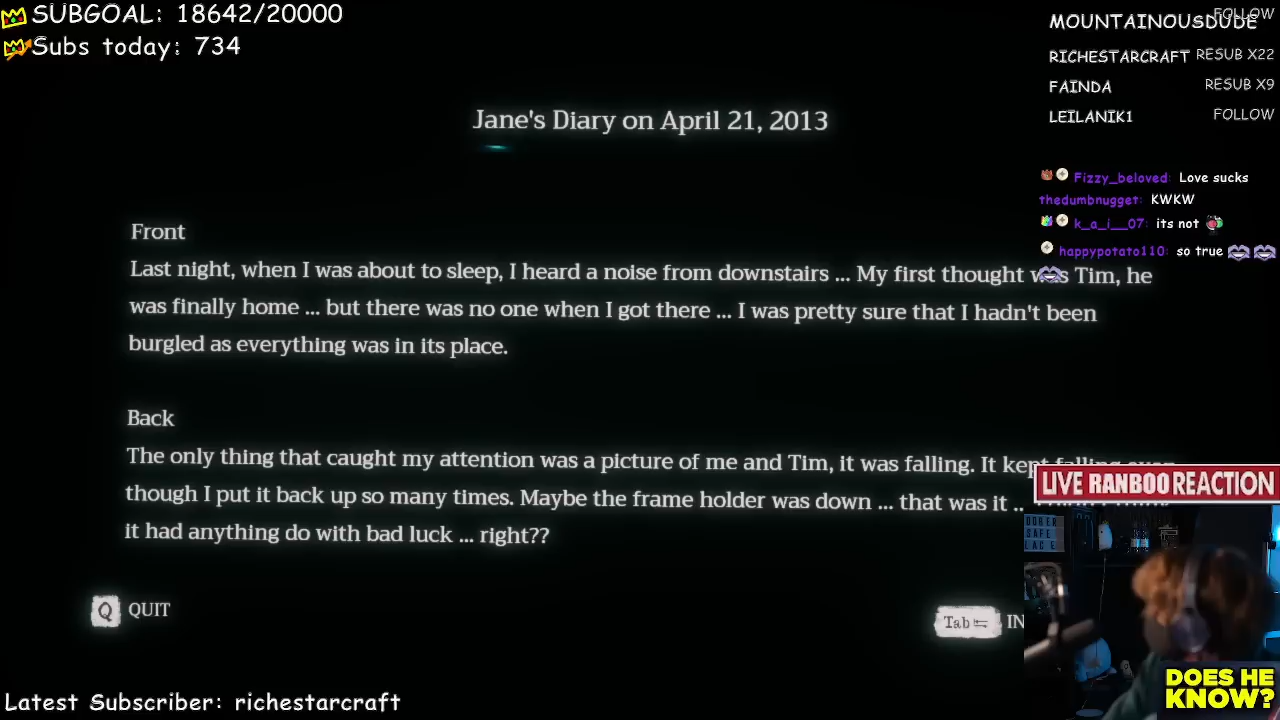 SUBGOAL: 18642/20000
Subs today: 734
FOLLOW
MOUNTAINOUSDUDE
RICHESTARCRAFT RESUB X22
FAINDA RESUB X9
LEILANIK1 FOLLOW
Jane's Diary on April 21, 2013
Fizzy_beloved: Love sucks
thedumbnugget: KWKW
k_a_i__07: its not
happypotato110: so true
Front
Last night, when I was about to sleep, I heard a noise from downstairs ... My first thought was Tim, he
was finally home ... but there was no one when I got there ... I was pretty sure that I hadn't been
burgled as everything was in its place.
Back
The only thing that caught my attention was a picture of me and Tim, it was falling. It kept falling even
though I put it back up so many times. Maybe the frame holder was down ... that was it ..
it had anything do with bad luck ... right??
LIVE RANBOO REACTION
Q QUIT
Tab IN
DOES HE
KNOW?
Latest Subscriber: richestarcraft